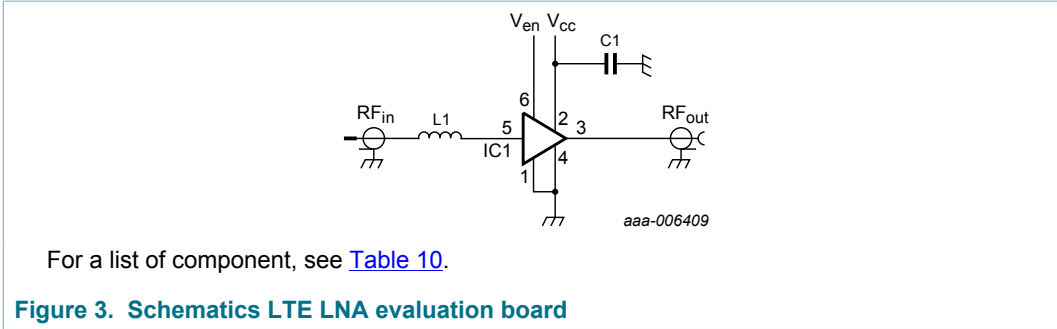 Ven Vcc
C1
6
RFin
L1
5
2
3
RFout
IC1
4
1
aaa-006409
For a list of component, see Table 10.
Figure 3. Schematics LTE LNA evaluation board